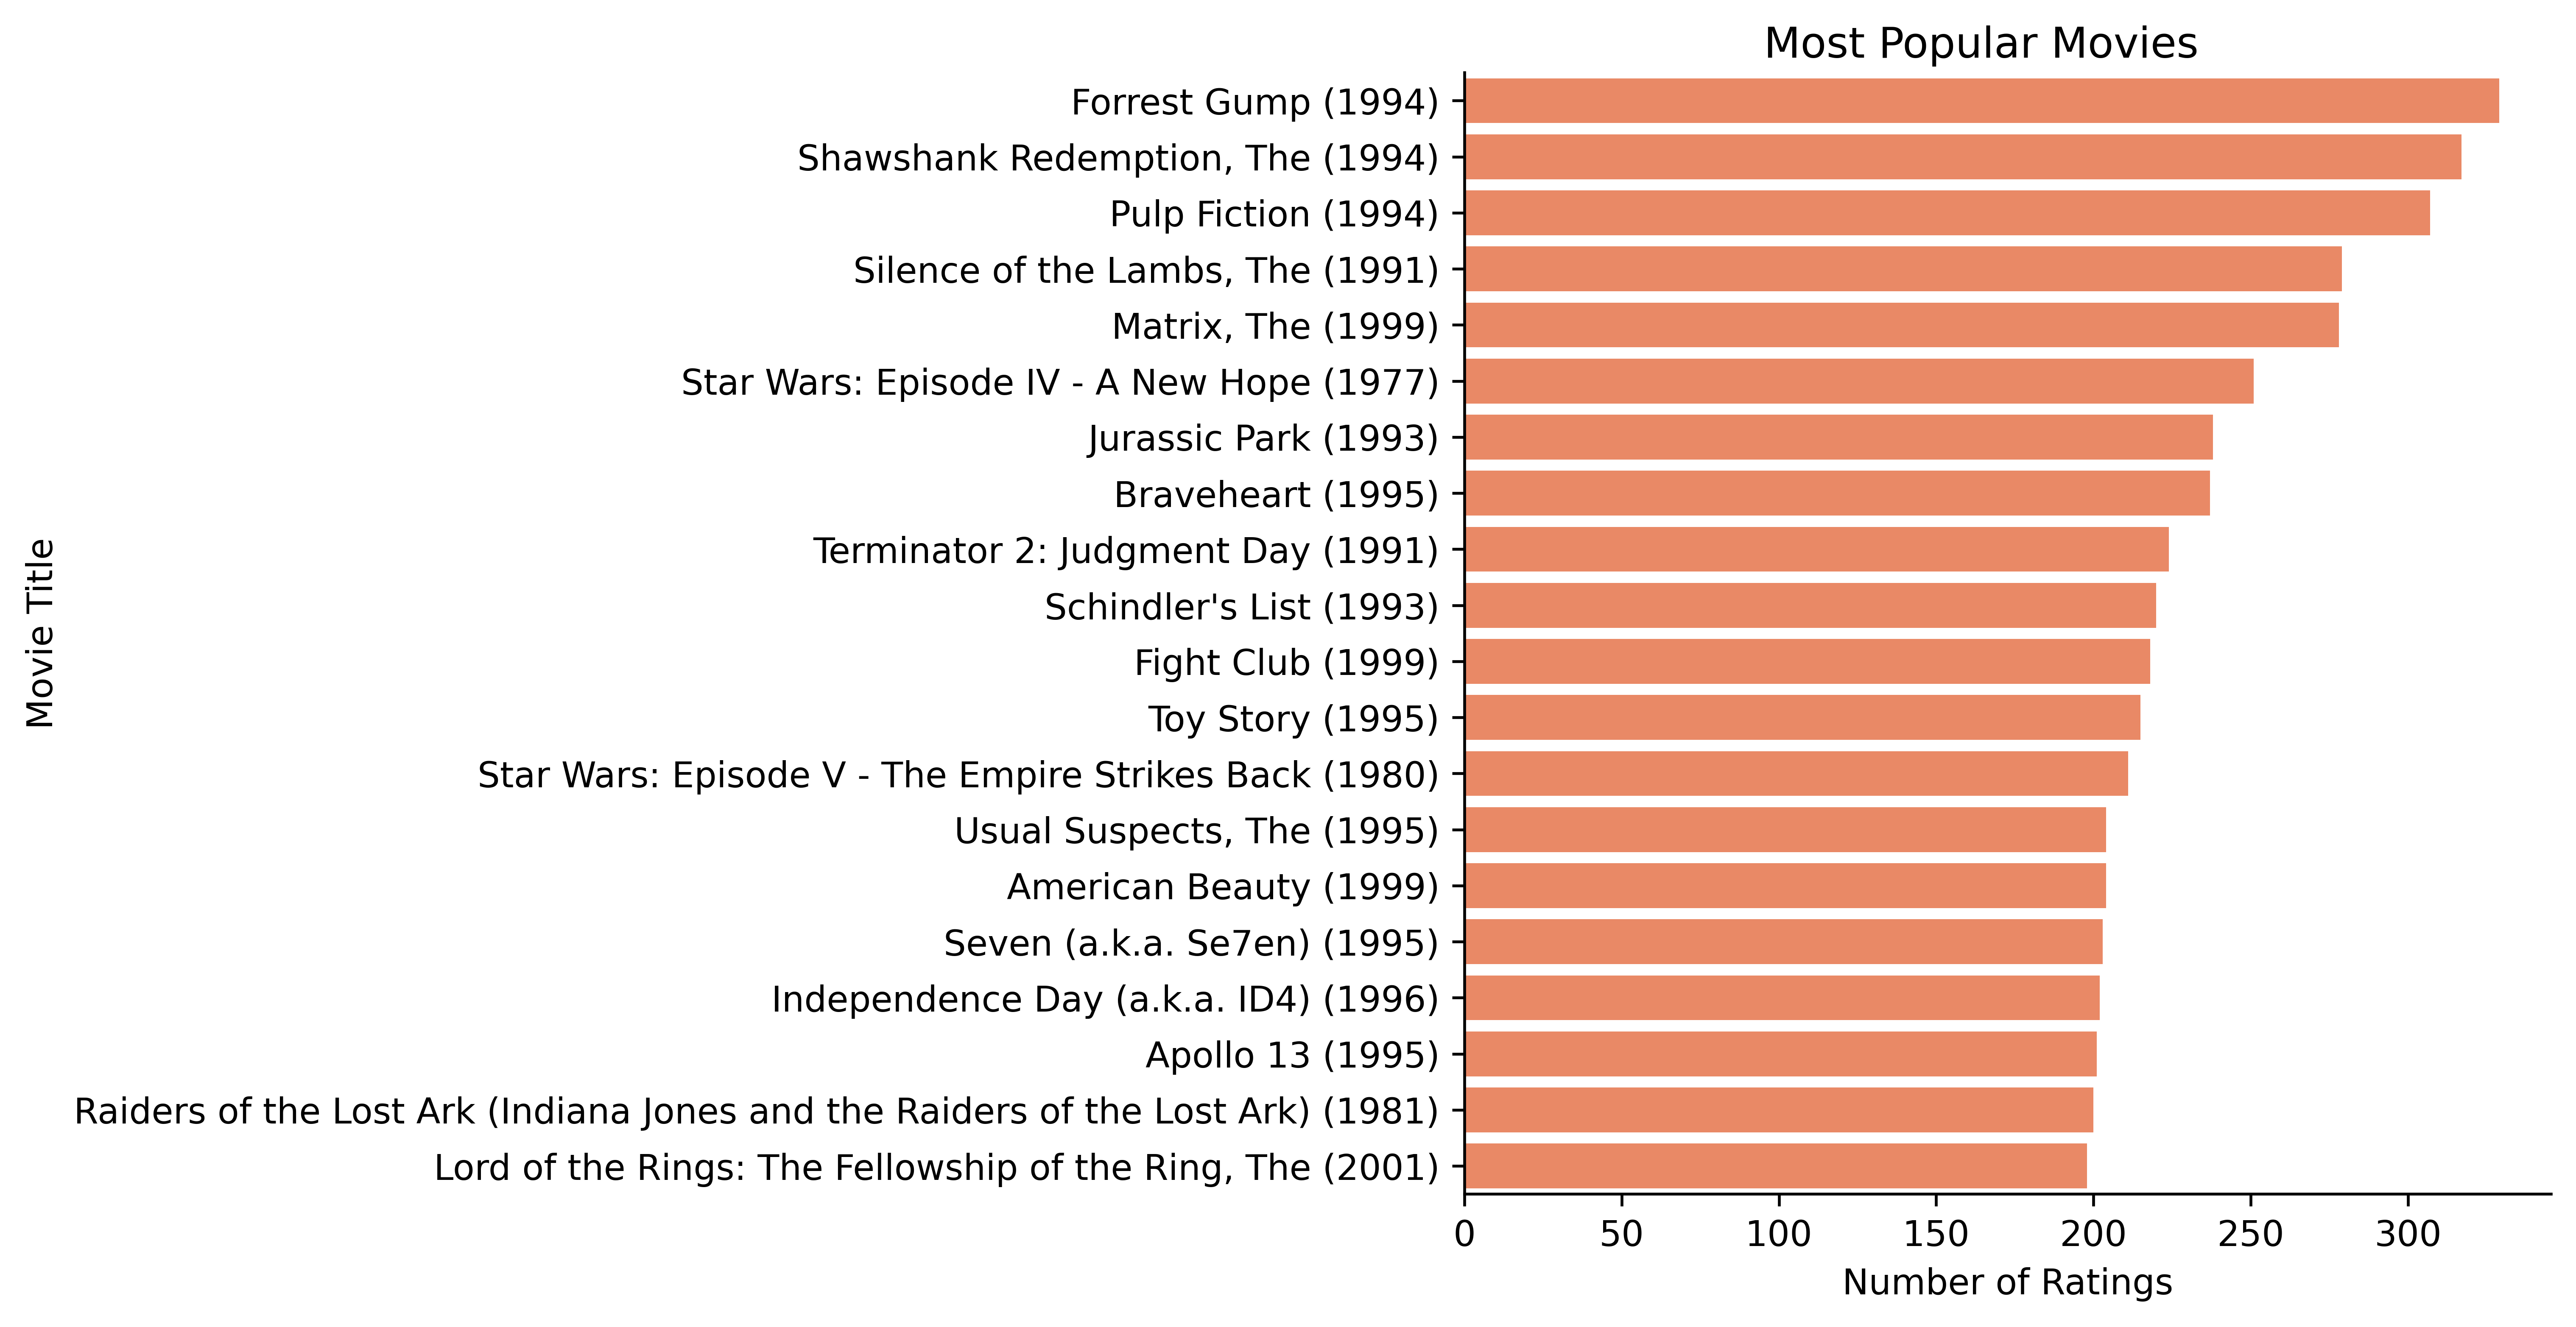 Most Popular Movies
Movie Title
Forrest Gump (1994)
Shawshank Redemption, The (1994)
Pulp Fiction (1994)
Silence of the Lambs, The (1991)
Matrix, The (1999)
Star Wars: Episode IV - A New Hope (1977)
Jurassic Park (1993)
Braveheart (1995)
Terminator 2: Judgment Day (1991)
Schindler's List (1993)
Fight Club (1999)
Toy Story (1995)
Star Wars: Episode V - The Empire Strikes Back (1980)
Usual Suspects, The (1995)
American Beauty (1999)
Seven (a.k.a. Se7en) (1995)
Independence Day (a.k.a. ID4) (1996)
Apollo 13 (1995)
Raiders of the Lost Ark (Indiana Jones and the Raiders of the Lost Ark) (1981)
Lord of the Rings: The Fellowship of the Ring, The (2001)
0 50 100 150 200 250 300
Number of Ratings